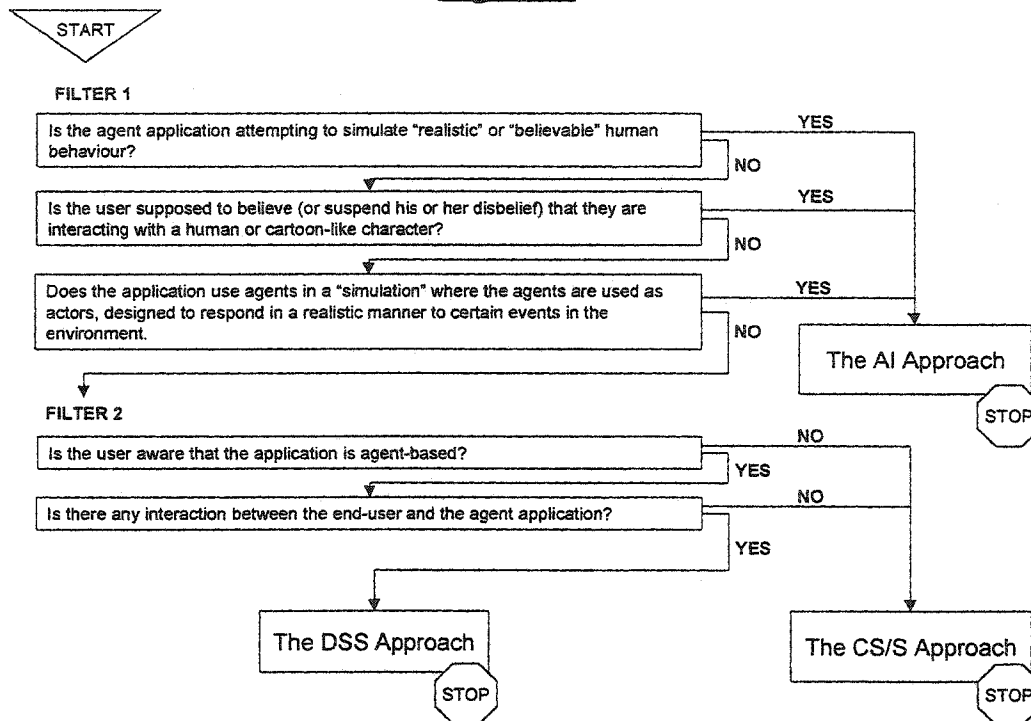 START
FILTER 1
Is the agent application attempting to simulate "realistic" or "believable" human
behaviour?
YES
NO
Is the user supposed to believe (or suspend his or her disbelief) that they are
interacting with a human or cartoon-like character?
YES
NO
Does the application use agents in a "simulation" where the agents are used as
actors, designed to respond in a realistic manner to certain events in the
environment.
YES
NO
The AI Approach
STOP
FILTER 2
Is the user aware that the application is agent-based?
NO
YES
Is there any interaction between the end-user and the agent application?
NO
YES
The DSS Approach
STOP
The CS/S Approach
STOP